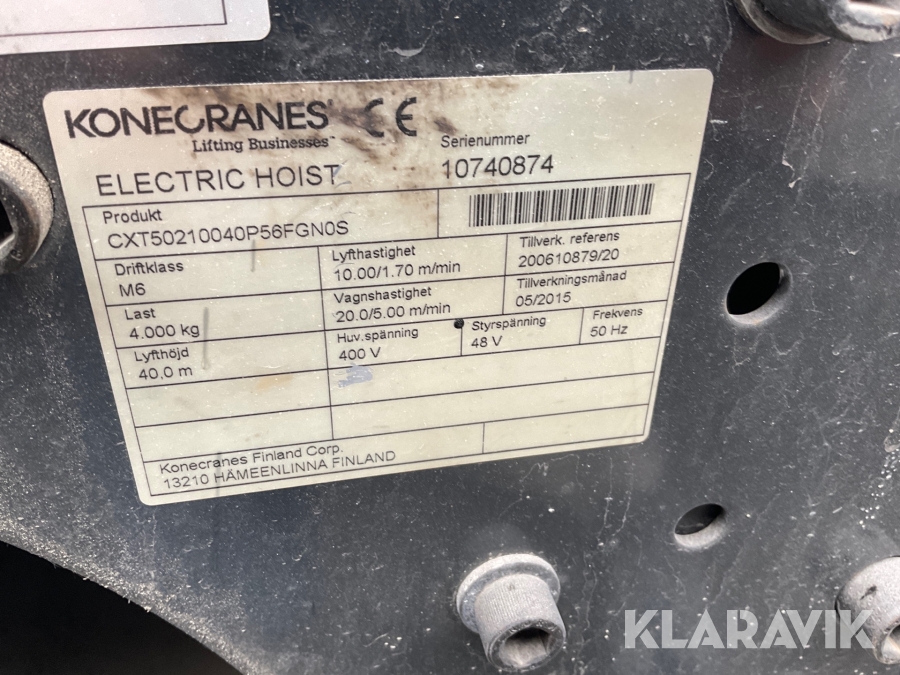 KONECRANES CE
Lifting Businesses™
Serienummer
ELECTRIC HOIST
10740874
Produkt
CXT50210040P56FGN0S
Driftklass
M6
Lyfthastighet
10.00/1.70 m/min
Tillverk. referens
200610879/20
Last
4.000 kg
Vagnshastighet
20.0/5.00 m/min
Tillverkningsmånad
05/2015
Lyfthöjd
40,0 m
Huv.spänning
400 V
Styrspänning
48 V
Frekvens
50 Hz
Konecranes Finland Corp.
13210 HÄMEENLINNA FINLAND
KLARAVIK